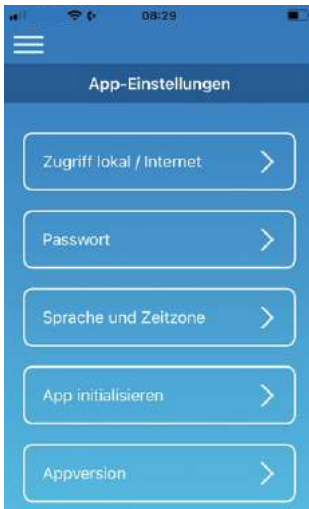 08:29
App-Einstellungen
Zugriff lokal / Internet
Passwort
Sprache und Zeitzone
App initialisieren
Appversion